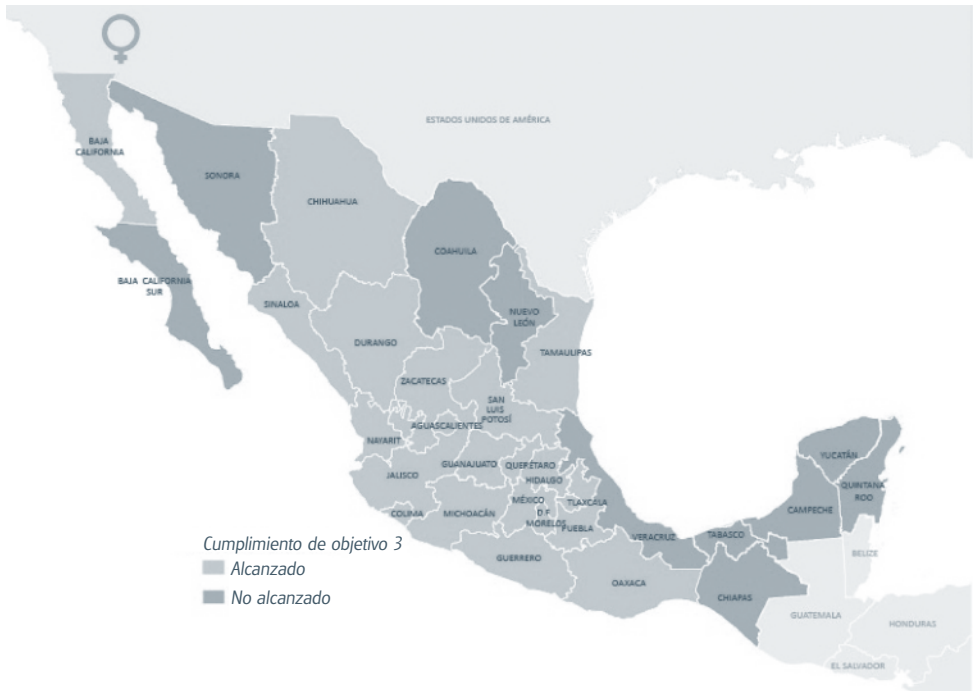 ESTADOS UNIDOS DE AMÉRICA
BAJA
CALIFORNIA
SONORA
CHIHUAHUA
COAHUILA
BAJA CALIFORNIA
SUR
SINALOA
NUEVO
LEÓN
DURANGO
TAMAULIPAS
ZACATECAS
SAN
LUIS
POTOSÍ
AGUASCALIENTES
NAYARIT
JALISCO
GUANAJUATO
QUERÉTARO
HIDALGO
YUCATÁN
QUINTANA
ROO
CAMPECHE
COLIMA
MICHOACÁN
MÉXICO
D F
MORELOS
TLAXCALA
PUEBLA
VERACRUZ
TABASCO
BELIZE
GUERRERO
OAXACA
CHIAPAS
GUATEMALA
HONDURAS
EL SALVADOR
Cumplimiento de objetivo 3
Alcanzado
No alcanzado